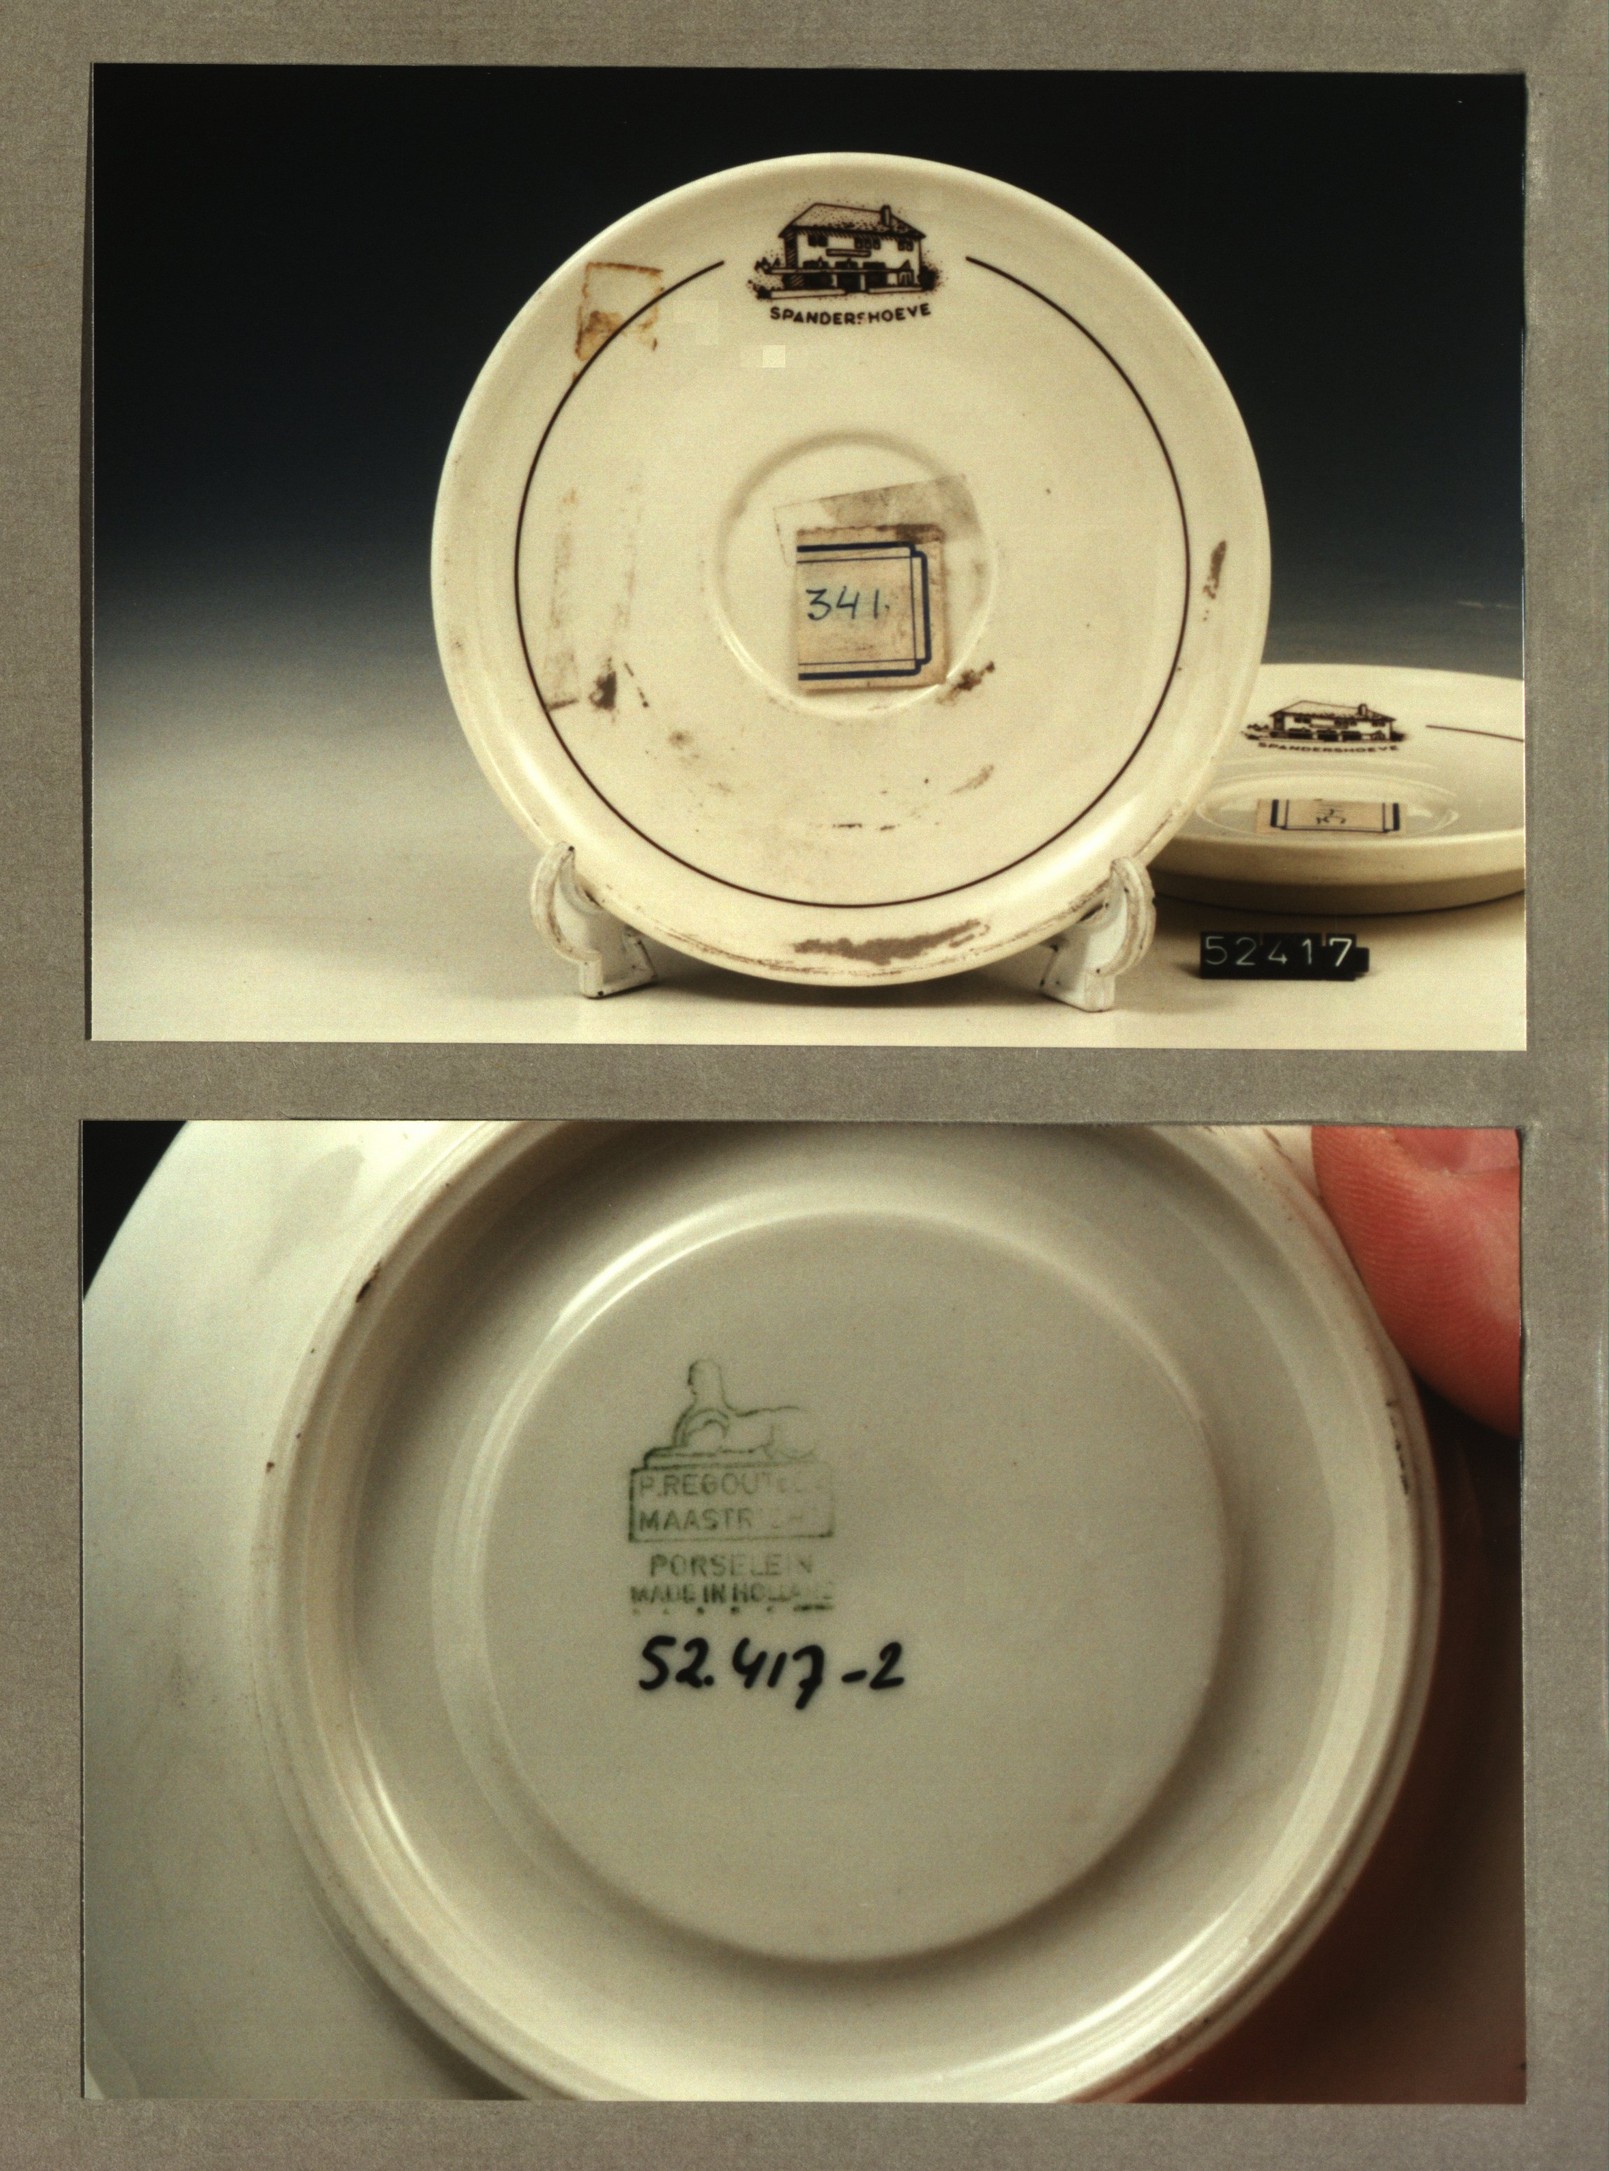 SPANDERSHOEVE
341.
SPANDERSHOEVE
52417
P. REGOUT & Co
MAASTRICHT
PORSELEIN
MADE IN HOLLAND
52.417-2